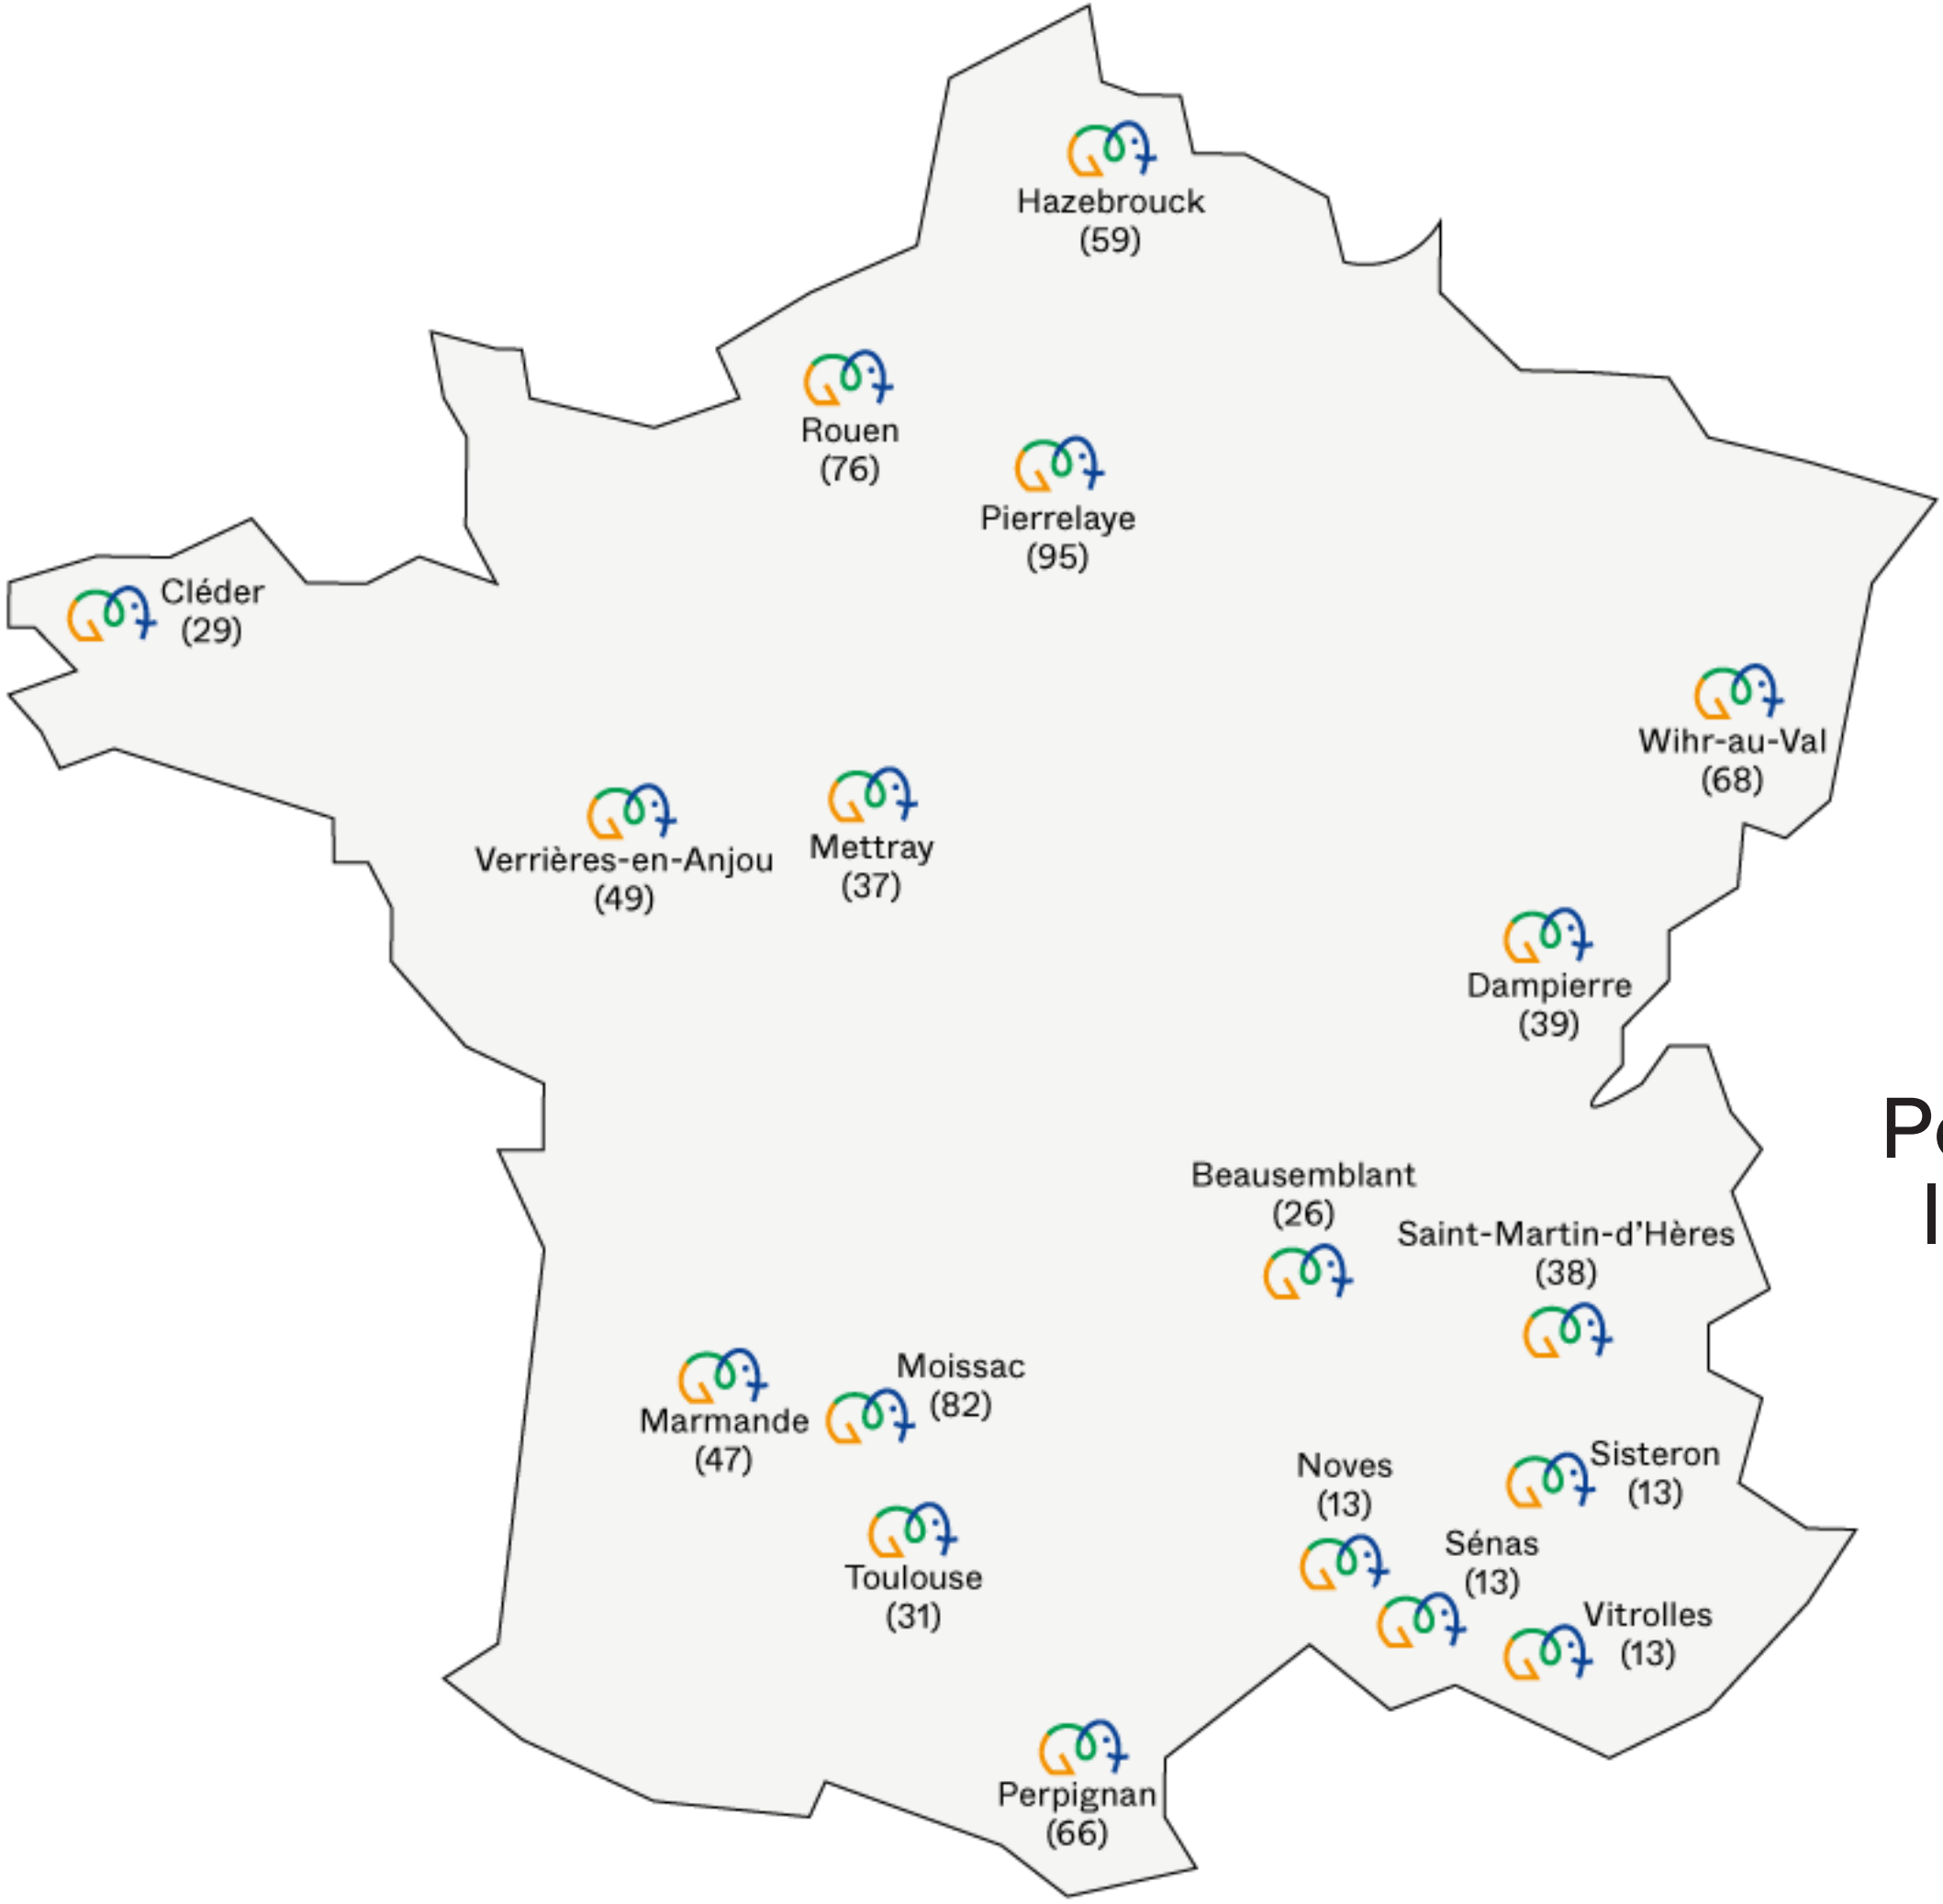 Hazebrouck
(59)
Rouen
(76)
Pierrelaye
(95)
Cléder
(29)
Wihr-au-Val
(68)
Verrières-en-Anjou
(49)
Mettray
(37)
Dampierre
(39)
Beausemblant
(26)
Saint-Martin-d’Hères
(38)
Marmande
(47)
Moissac
(82)
Noves
(13)
Sisteron
(13)
Sénas
(13)
Toulouse
(31)
Vitrolles
(13)
Perpignan
(66)